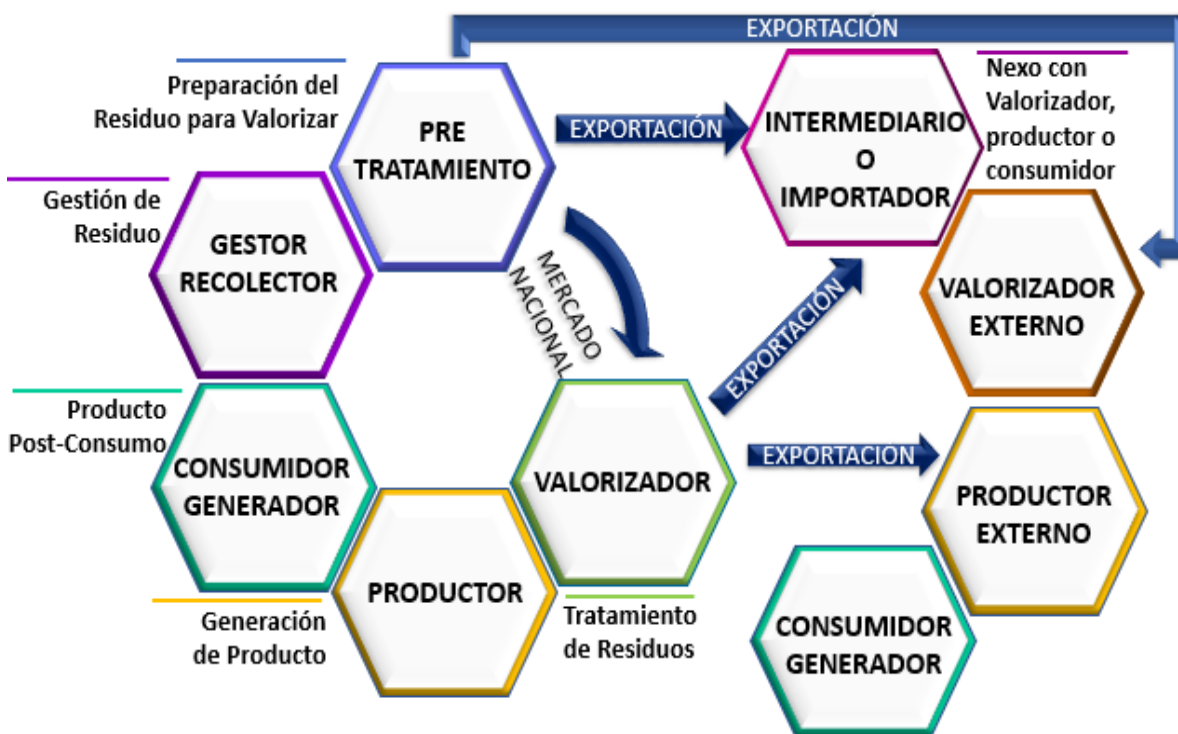 EXPORTACIÓN
Preparación del
Residuo para Valorizar
PRE
TRATAMIENTO
EXPORTACIÓN
INTERMEDIARIO
O
IMPORTADOR
Nexo con
Valorizador,
productor o
consumidor
Gestión de
Residuo
GESTOR
RECOLECTOR
MERCADO
NACIONAL
EXPORTACIÓN
VALORIZADOR
EXTERNO
Producto
Post-Consumo
CONSUMIDOR
GENERADOR
VALORIZADOR
EXPORTACION
PRODUCTOR
EXTERNO
PRODUCTOR
Generación
de Producto
Tratamiento
de Residuos
CONSUMIDOR
GENERADOR